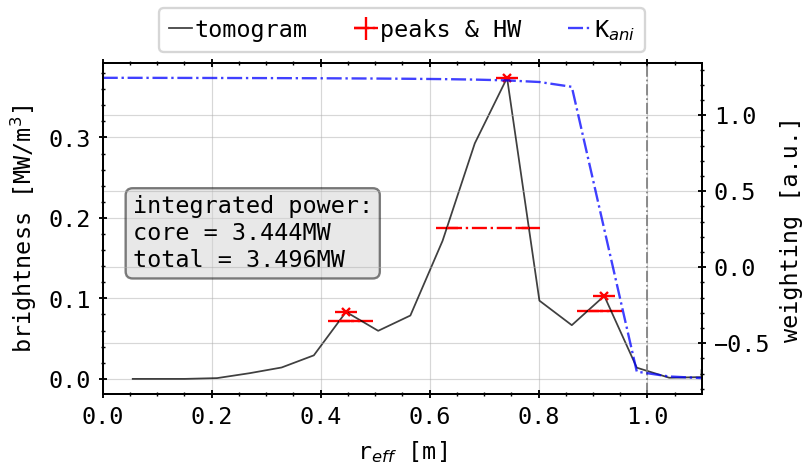 tomogram peaks & HW K_ani
brightness [MW/m³]
0.3
0.2
0.1
0.0
integrated power:
core = 3.444MW
total = 3.496MW
1.0
0.5
0.0
−0.5
weighting [a.u.]
0.0 0.2 0.4 0.6 0.8 1.0
r_eff [m]